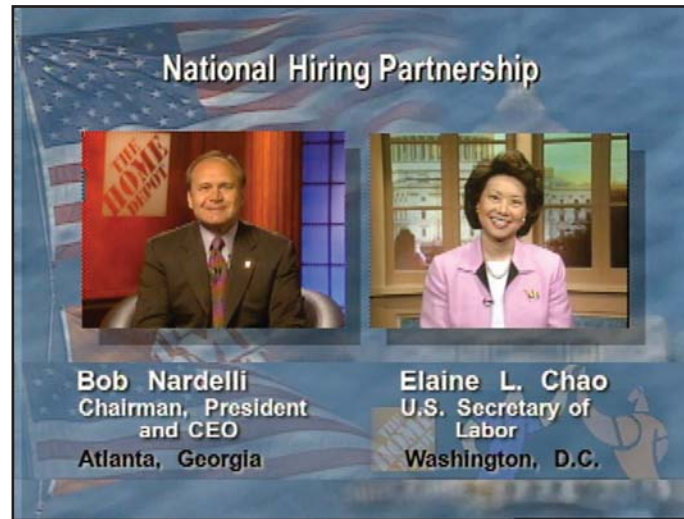 National Hiring Partnership
THE
HOME
DEPOT
Bob Nardelli
Chairman, President
and CEO
Atlanta, Georgia
Elaine L. Chao
U.S. Secretary of
Labor
Washington, D.C.